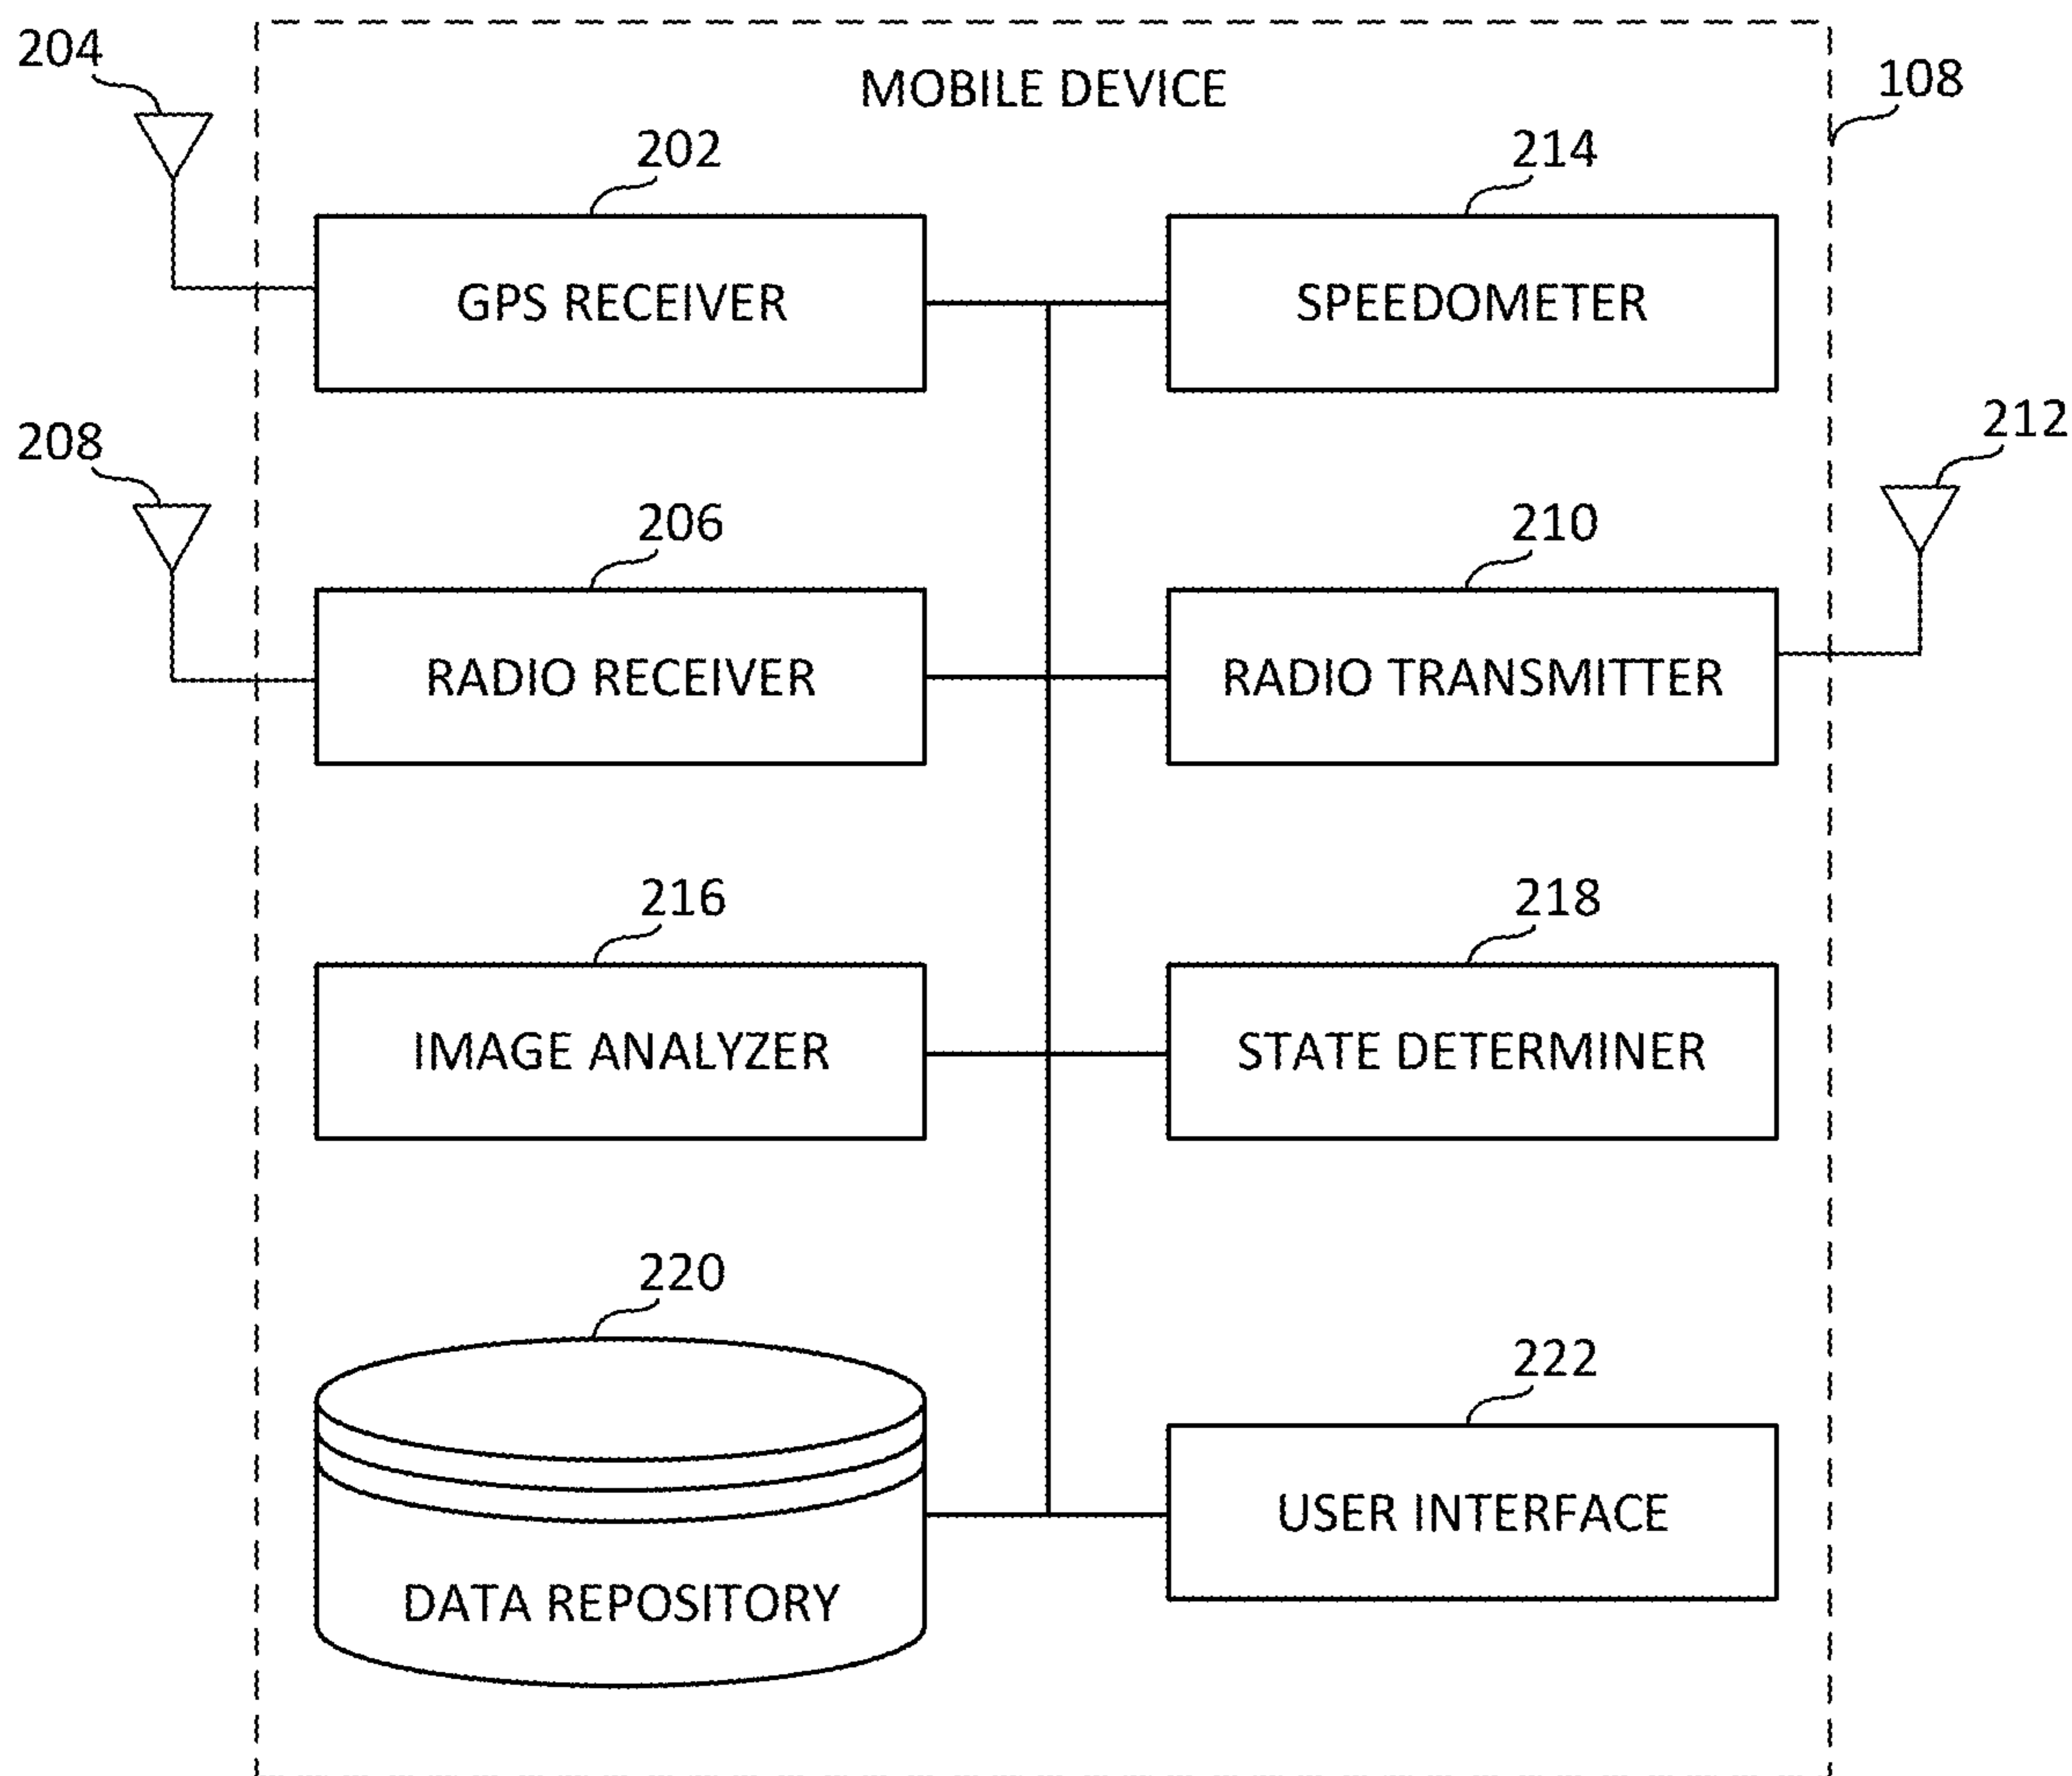 204
MOBILE DEVICE
108
202
214
GPS RECEIVER
SPEEDOMETER
208
212
206
210
RADIO RECEIVER
RADIO TRANSMITTER
216
218
IMAGE ANALYZER
STATE DETERMINER
220
222
USER INTERFACE
DATA REPOSITORY